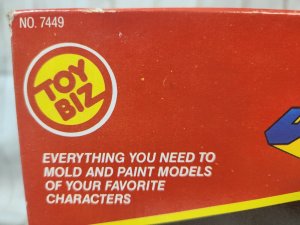 NO. 7449
TOY
BIZ
EVERYTHING YOU NEED TO
MOLD AND PAINT MODELS
OF YOUR FAVORITE
CHARACTERS